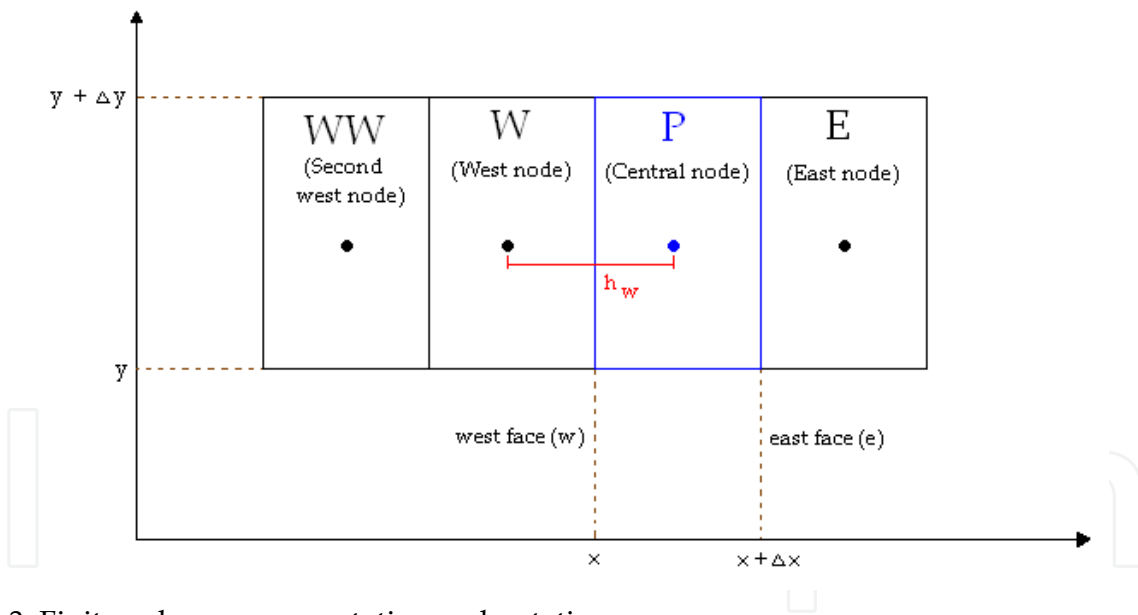 y + Δy
WW
(Second
west node)
W
(West node)
P
(Central node)
E
(East node)
h w
y
west face (w)
east face (e)
x
x + Δx